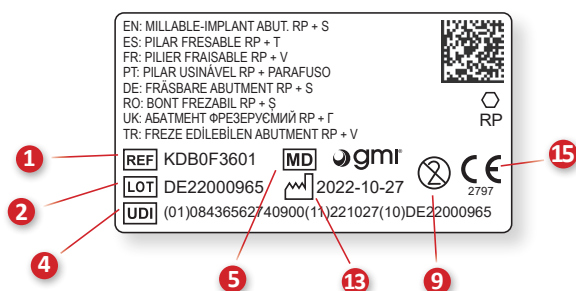 EN: MILLABLE-IMPLANT ABUT. RP + S
ES: PILAR FRESABLE RP + T
FR: PILIER FRAISABLE RP + V
PT: PILAR USINÁVEL RP + PARAFUSO
DE: FRÄSBARE ABUTMENT RP + S
RO: BONT FREZABIL RP + Ș
UK: АБАТМЕНТ ФРЕЗЕРУЄМИЙ RP + Г
TR: FREZE EDİLEBİLEN ABUTMENT RP + V
RP
1 REF KDB0F3601 MD gmi 2 CE 15
2797
2 LOT DE22000965 2022-10-27
4 UDI (01)08436562740900(11)221027(10)DE22000965
5 13 9